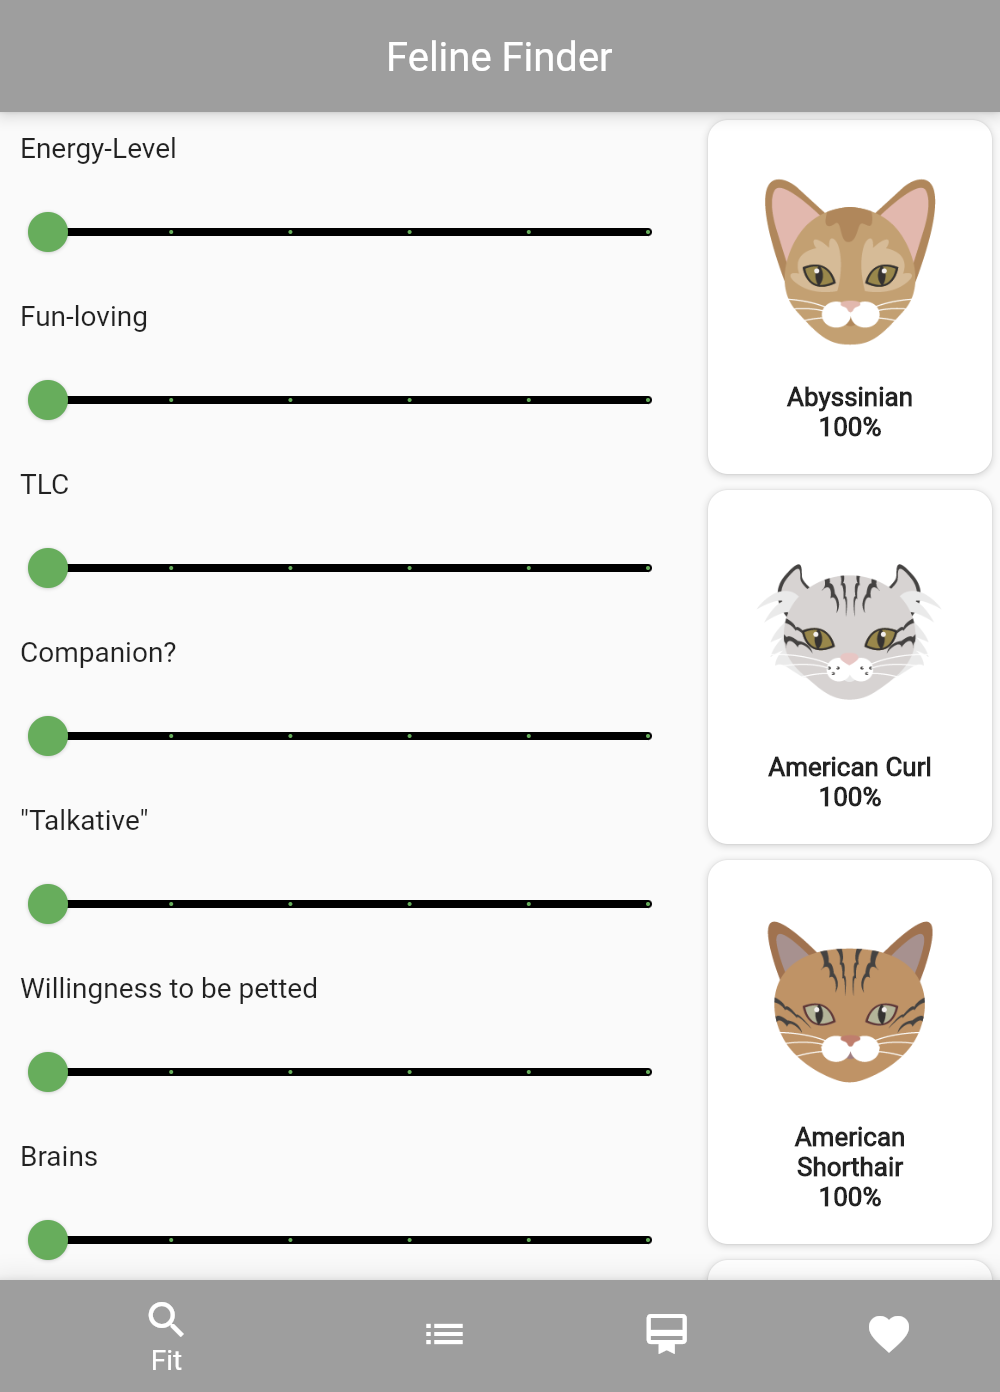 Feline Finder
Energy-Level
Fun-loving
TLC
Companion?
"Talkative"
Willingness to be petted
Brains
Abyssinian
100%
American Curl
100%
American
Shorthair
100%
Fit